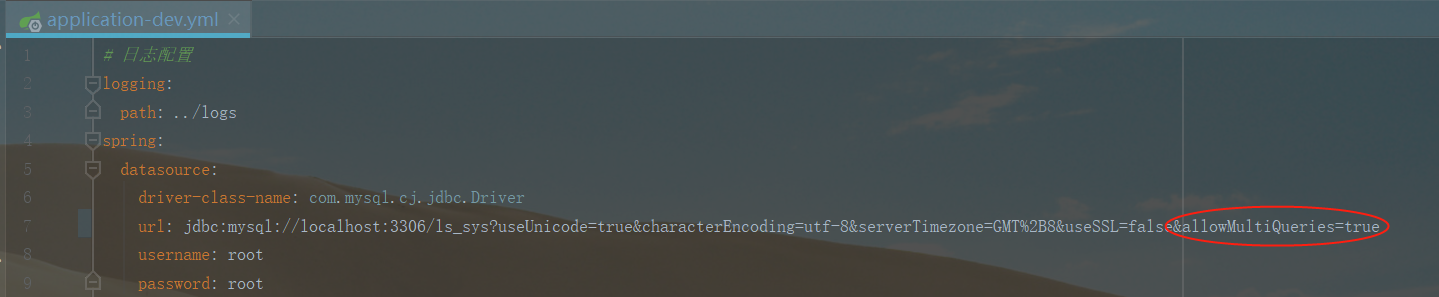 application-dev.yml
1 # 日志配置
2 logging:
3 path: ../logs
4 spring:
5 datasource:
6 driver-class-name: com.mysql.cj.jdbc.Driver
7 url: jdbc:mysql://localhost:3306/ls_sys?useUnicode=true&characterEncoding=utf-8&serverTimezone=GMT%2B8&useSSL=false&allowMultiQueries=true
8 username: root
9 password: root